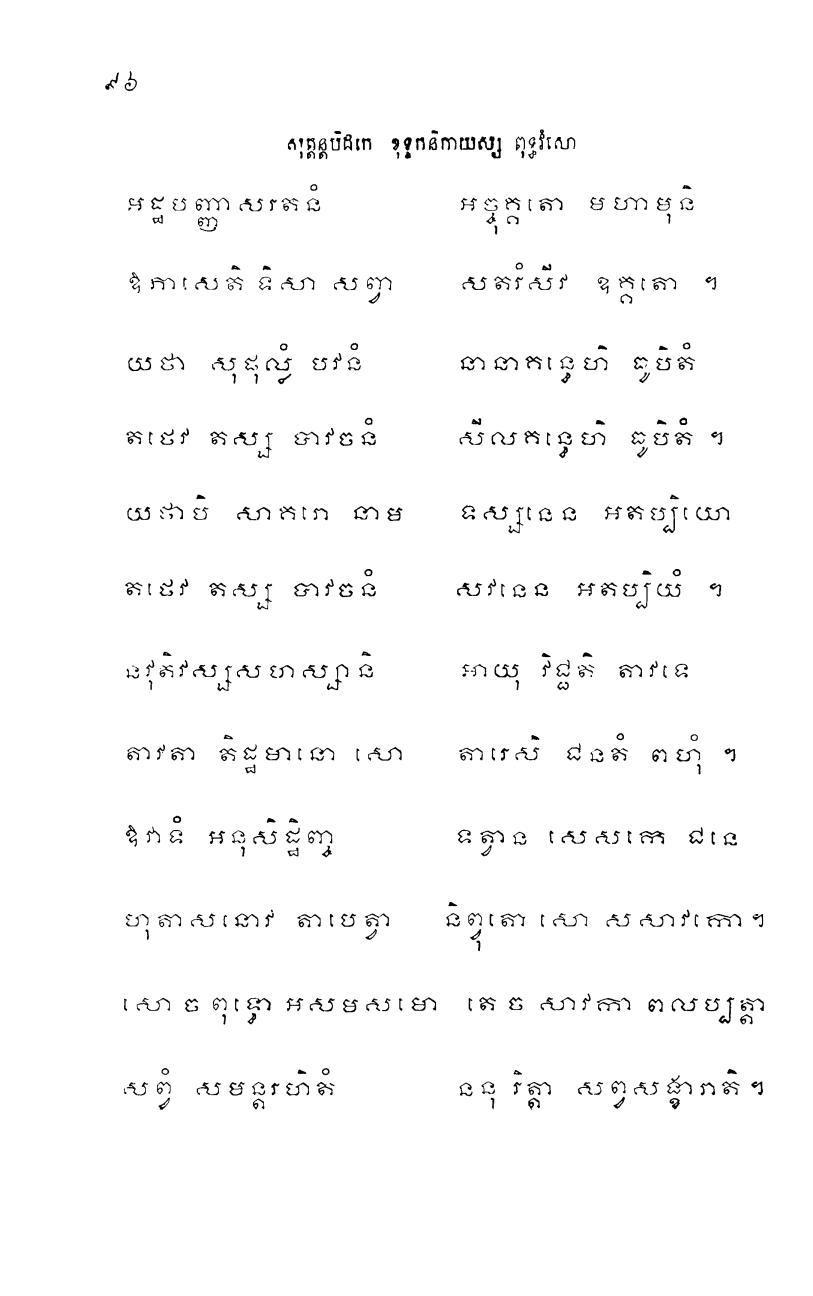 ៩៦
សុត្តន្តបិដកេ ខុទ្ទកនិកាយស្ស ពុទ្ធវំសោ
អដ្ឋបញ្ញាសរតនំ អច្ចុគ្គតោ មហាមុនិ
ឱភាសេតិ ទិសា សព្វា សតរំសីវ ឧគ្គតោ ។
យថា សុផុល្លំ បវនំ នានាគន្ធេហិ ធូបិតំ
តថេវ តស្ស បាវចនំ សីលគន្ធេហិ ធូបិតំ ។
យថាបិ សាគរោ នាម ទស្សនេន អតប្បិយោ
តថេវ តស្ស បាវចនំ សវនេន អតប្បិយំ ។
នវុតិវស្សសហស្សានិ អាយុ វិជ្ជតិ តាវទេ
តាវតា តិដ្ឋមានោ សោ តារេសិ ជនតំ ពហុំ ។
ឱវាទំ អនុសិដ្ឋិញ្ច ទត្វាន សេសកេ ជនេ
ហុតាសនោវ តាបេត្វា និព្វុតោ សោ សសាវកោ។
សោ ច ពុទ្ធោ អសមសមោ តេ ច សាវកា ពលប្បត្តា
សព្វំ សមន្តរហិតំ ននុ រិត្តា សព្វសង្ខារាតិ។